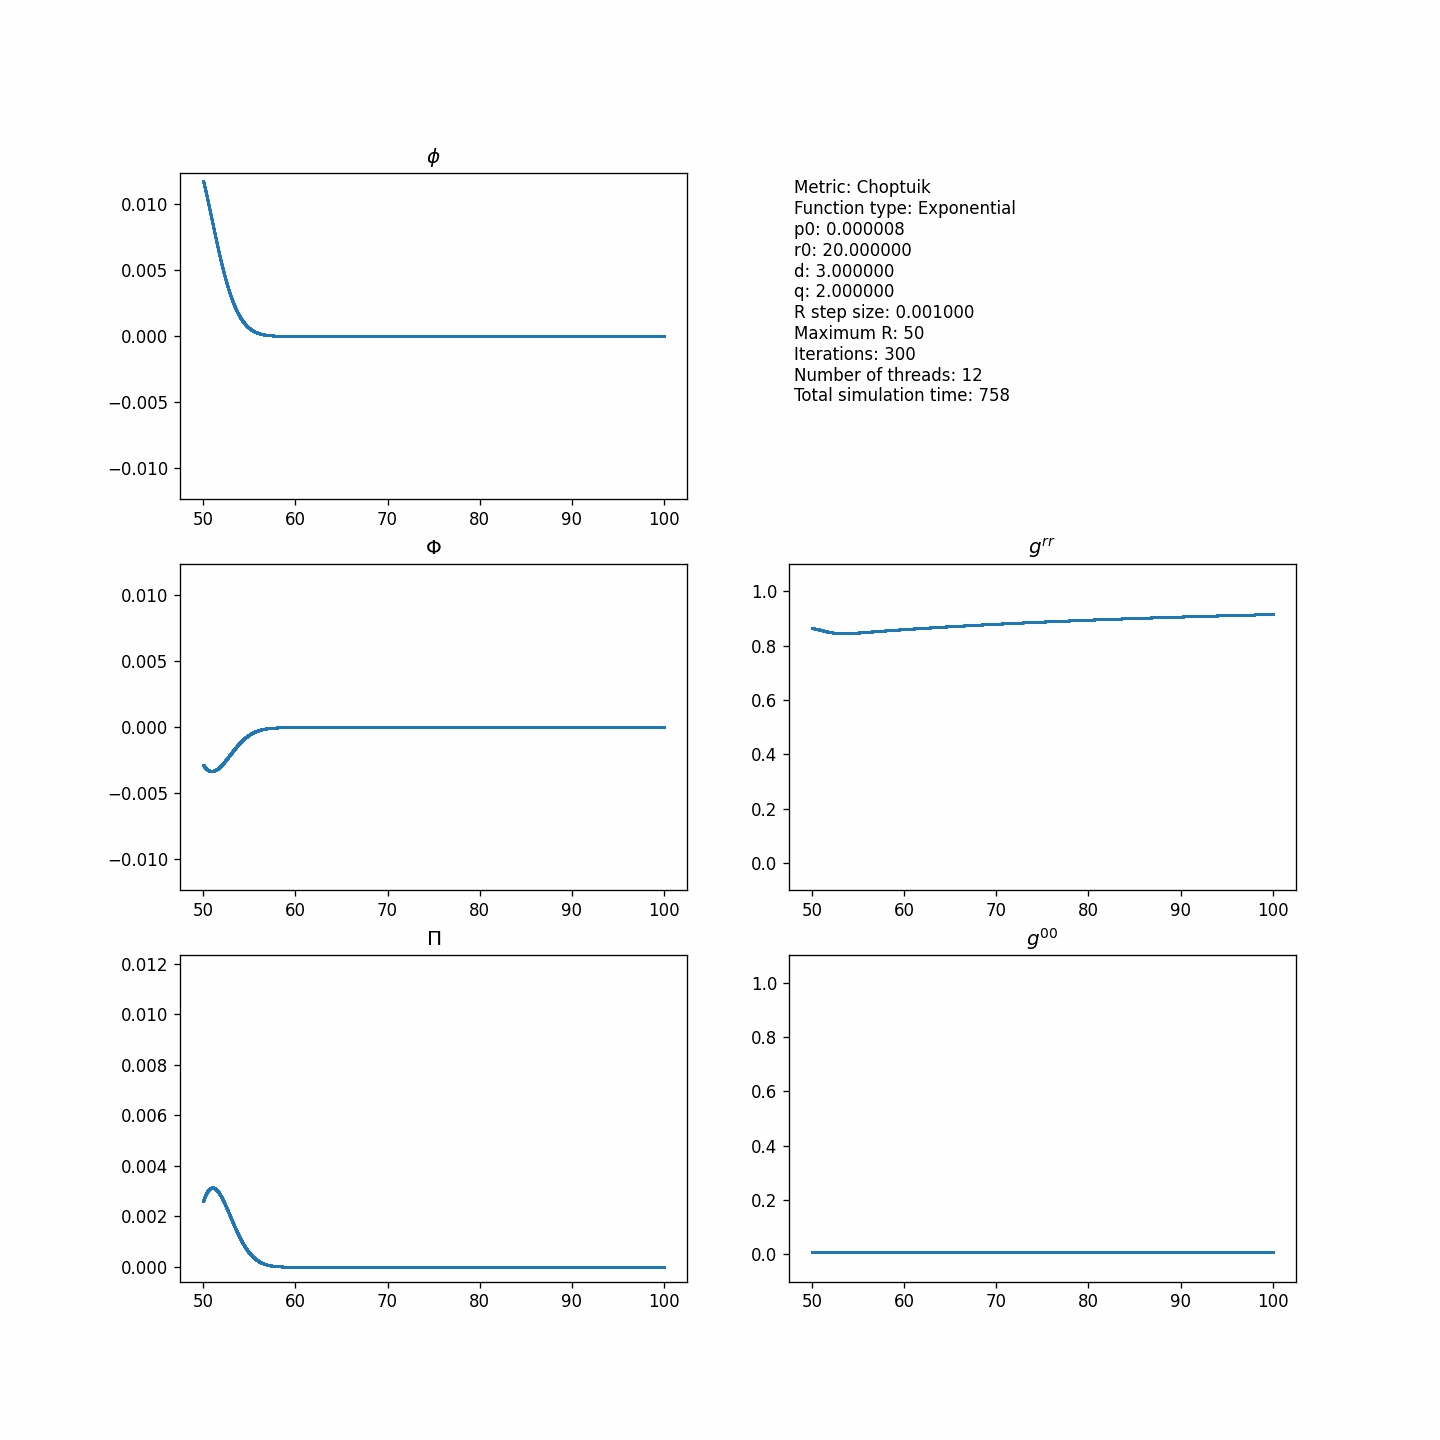 ϕ
0.010
0.005
0.000
−0.005
−0.010
50 60 70 80 90 100
Metric: Choptuik
Function type: Exponential
p0: 0.000008
r0: 20.000000
d: 3.000000
q: 2.000000
R step size: 0.001000
Maximum R: 50
Iterations: 300
Number of threads: 12
Total simulation time: 758
Φ
0.010
0.005
0.000
−0.005
−0.010
50 60 70 80 90 100
g^{rr}
1.0
0.8
0.6
0.4
0.2
0.0
50 60 70 80 90 100
Π
0.012
0.010
0.008
0.006
0.004
0.002
0.000
50 60 70 80 90 100
g^{00}
1.0
0.8
0.6
0.4
0.2
0.0
50 60 70 80 90 100